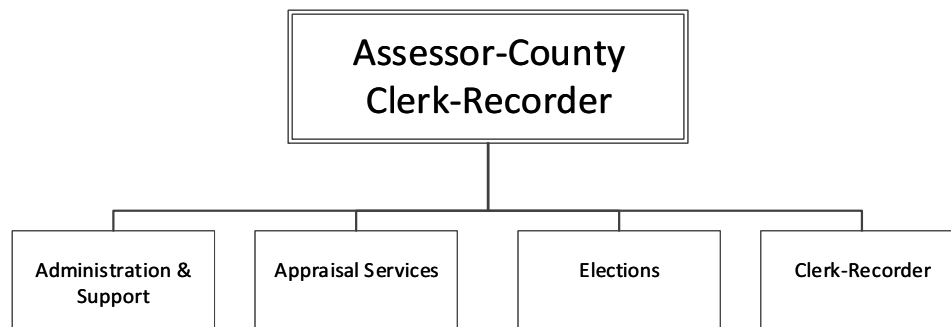 Assessor-County
Clerk-Recorder
Administration &
Support
Appraisal Services
Elections
Clerk-Recorder